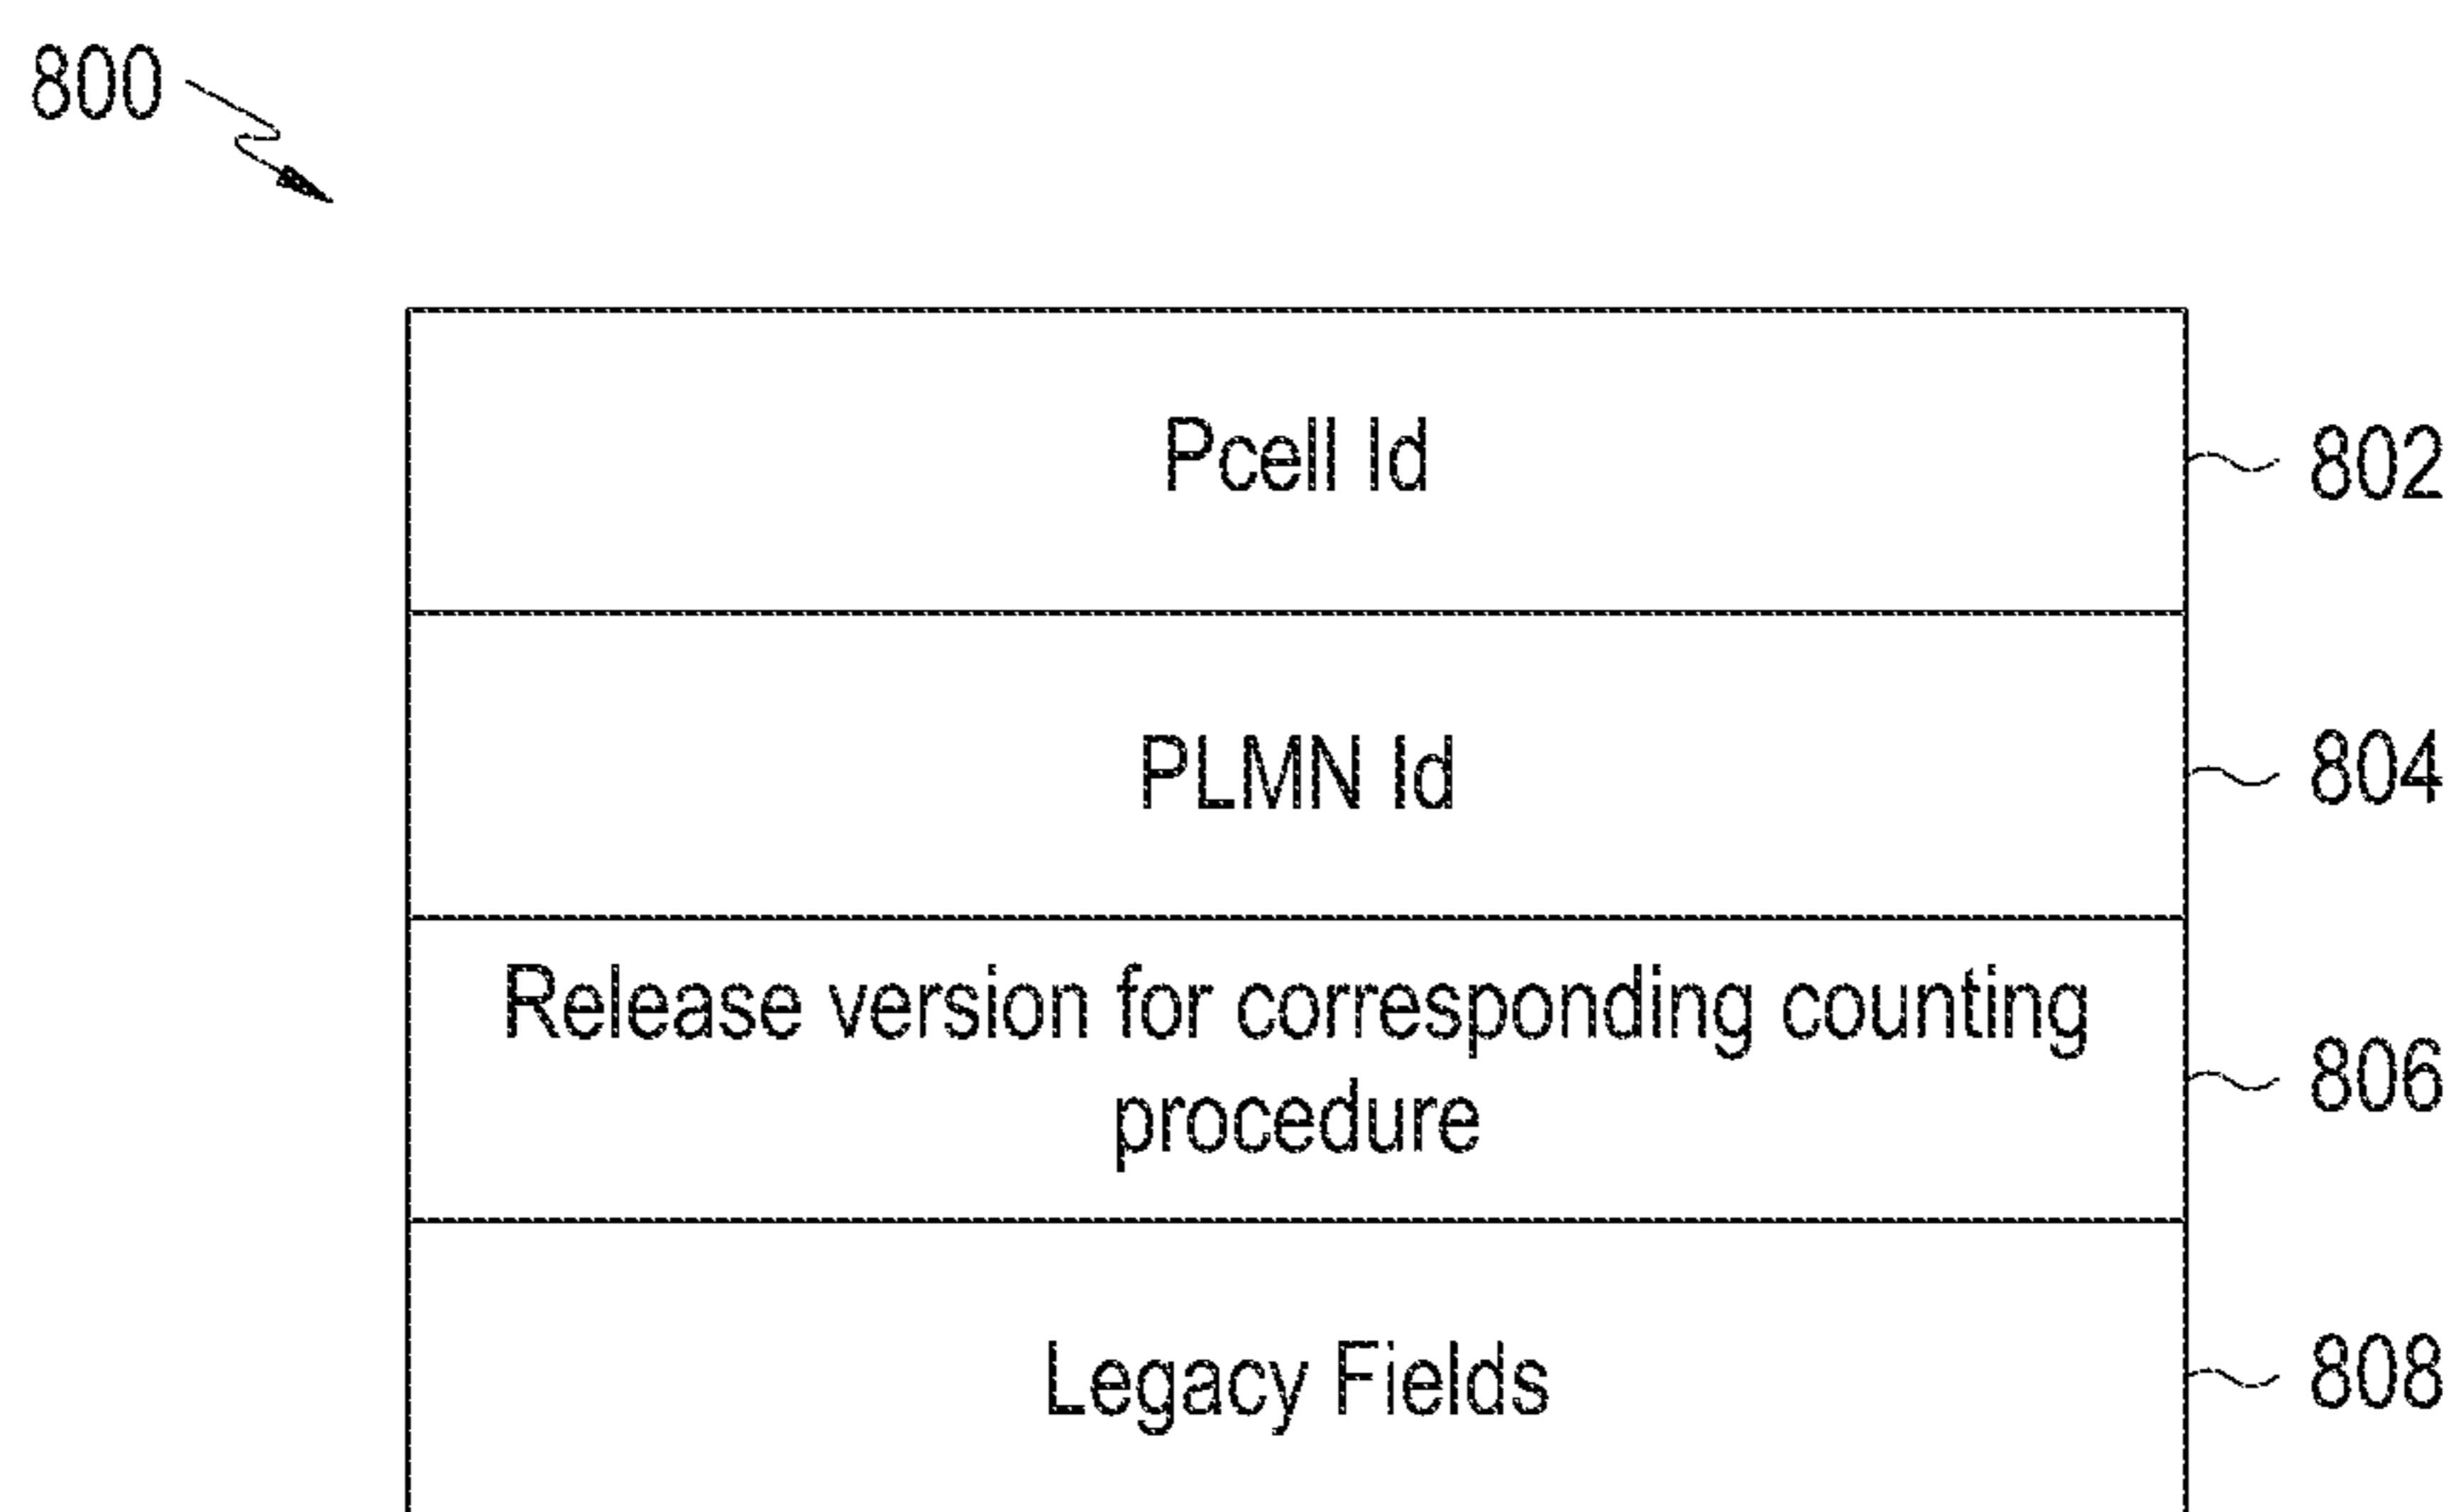 800
Pcell Id
802
PLMN Id
804
Release version for corresponding counting
procedure
806
Legacy Fields
808